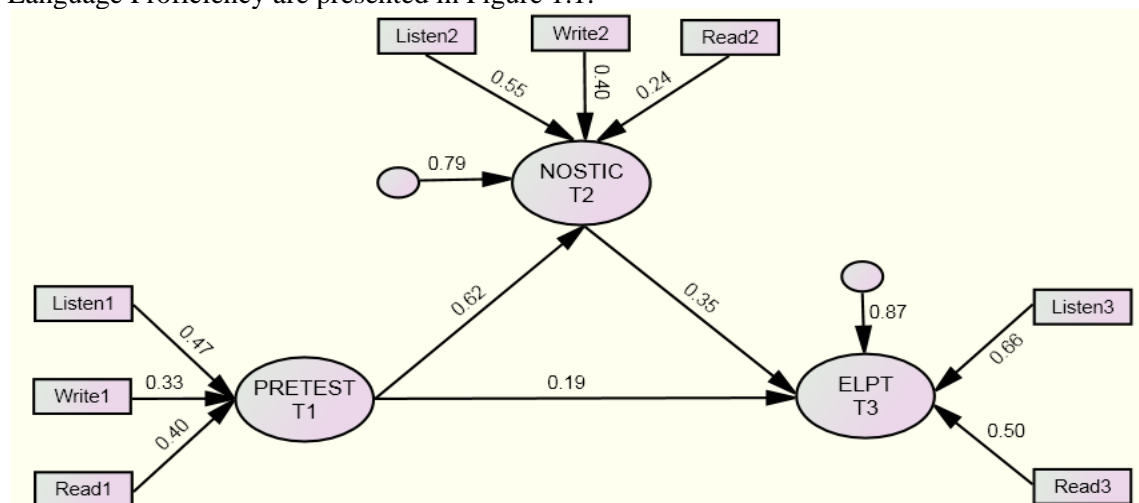 Language Proficiency are presented in Figure 1.1.
Listen2
Write2
Read2
0.55
0.40
0.24
0.79
NOSTIC
T2
0.62
0.35
0.87
Listen1
Listen3
0.47
0.66
Write1
0.33
PRETEST
T1
0.19
ELPT
T3
0.40
0.50
Read1
Read3